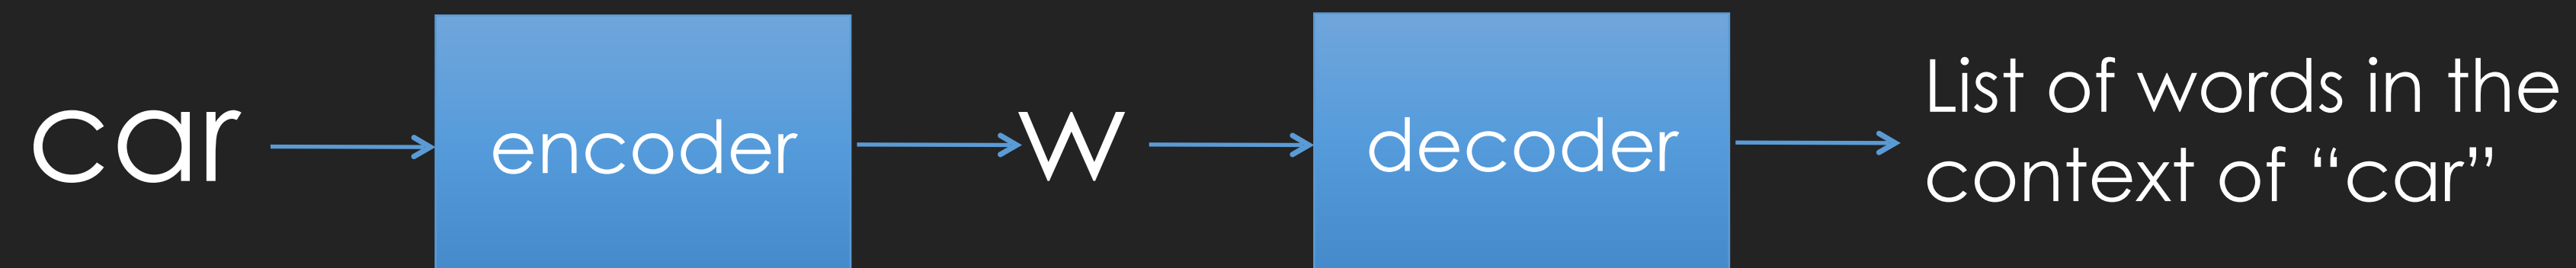 car
encoder
w
decoder
List of words in the
context of “car”